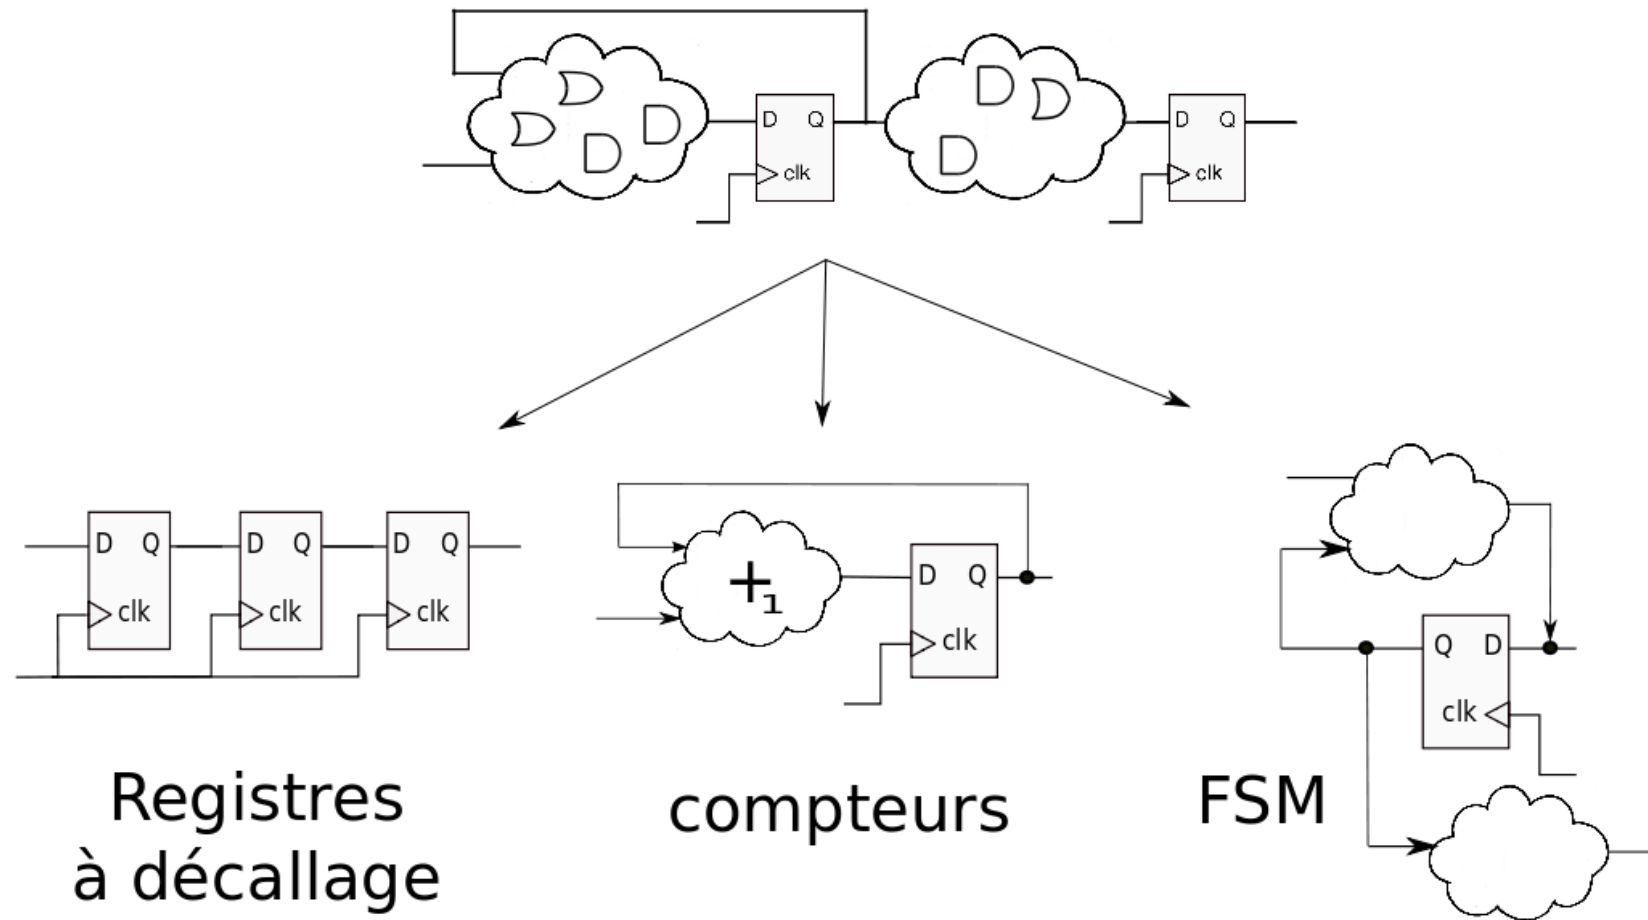 D Q
clk
D Q
clk
D Q
clk
D Q
clk
D Q
clk
+1
D Q
clk
Q D
clk
Registres
à décallage
compteurs
FSM